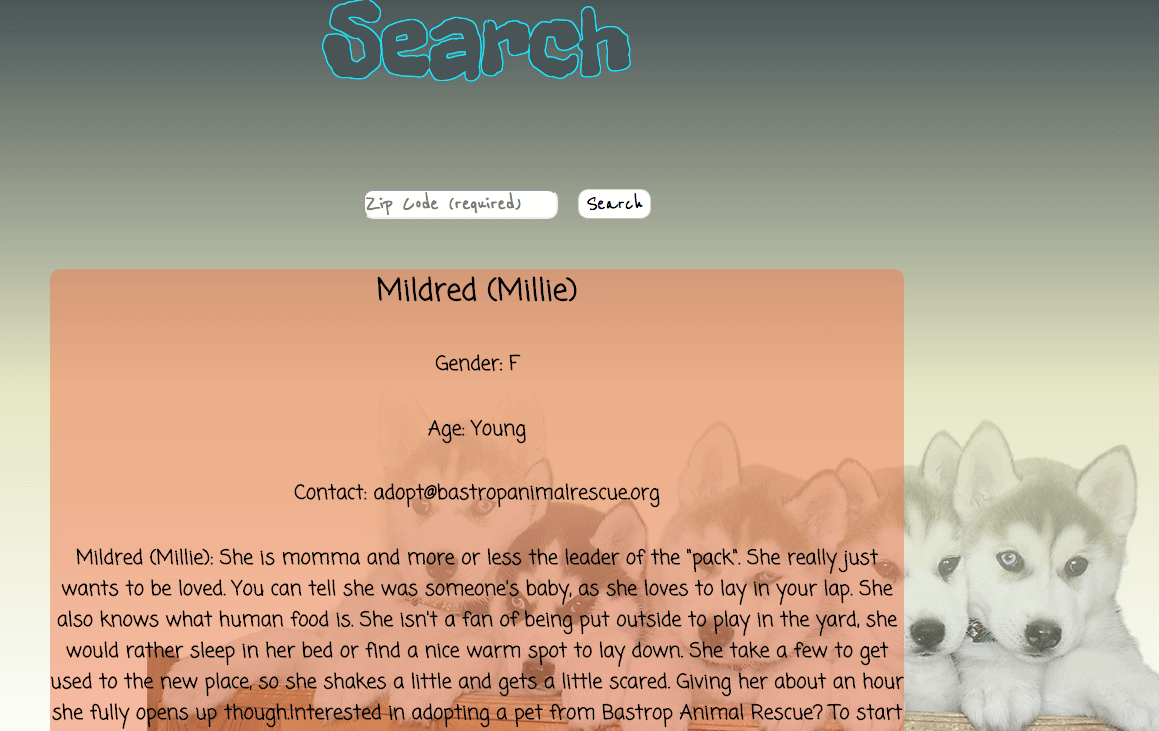 Search
Zip Code (required)
Search
Mildred (Millie)
Gender: F
Age: Young
Contact: adopt@bastropanimalrescue.org
Mildred (Millie): She is momma and more or less the leader of the "pack". She really just
wants to be loved. You can tell she was someone's baby, as she loves to lay in your lap. She
also knows what human food is. She isn't a fan of being put outside to play in the yard, she
would rather sleep in her bed or find a nice warm spot to lay down. She take a few to get
used to the new place, so she shakes a little and gets a little scared. Giving her about an hour
she fully opens up though.Interested in adopting a pet from Bastrop Animal Rescue? To start